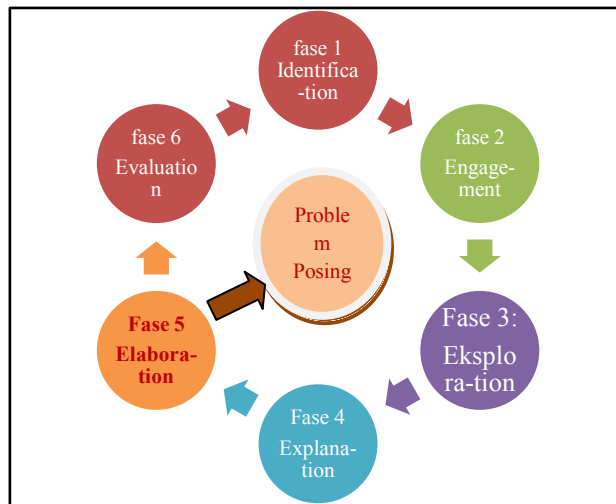 fase 1
Identifica
-tion
fase 2
Engage-
ment
Fase 3:
Eksplo
ra-tion
Fase 4
Explana-
tion
Fase 5
Elabora-
tion
fase 6
Evaluatio
n
Proble
m
Posing